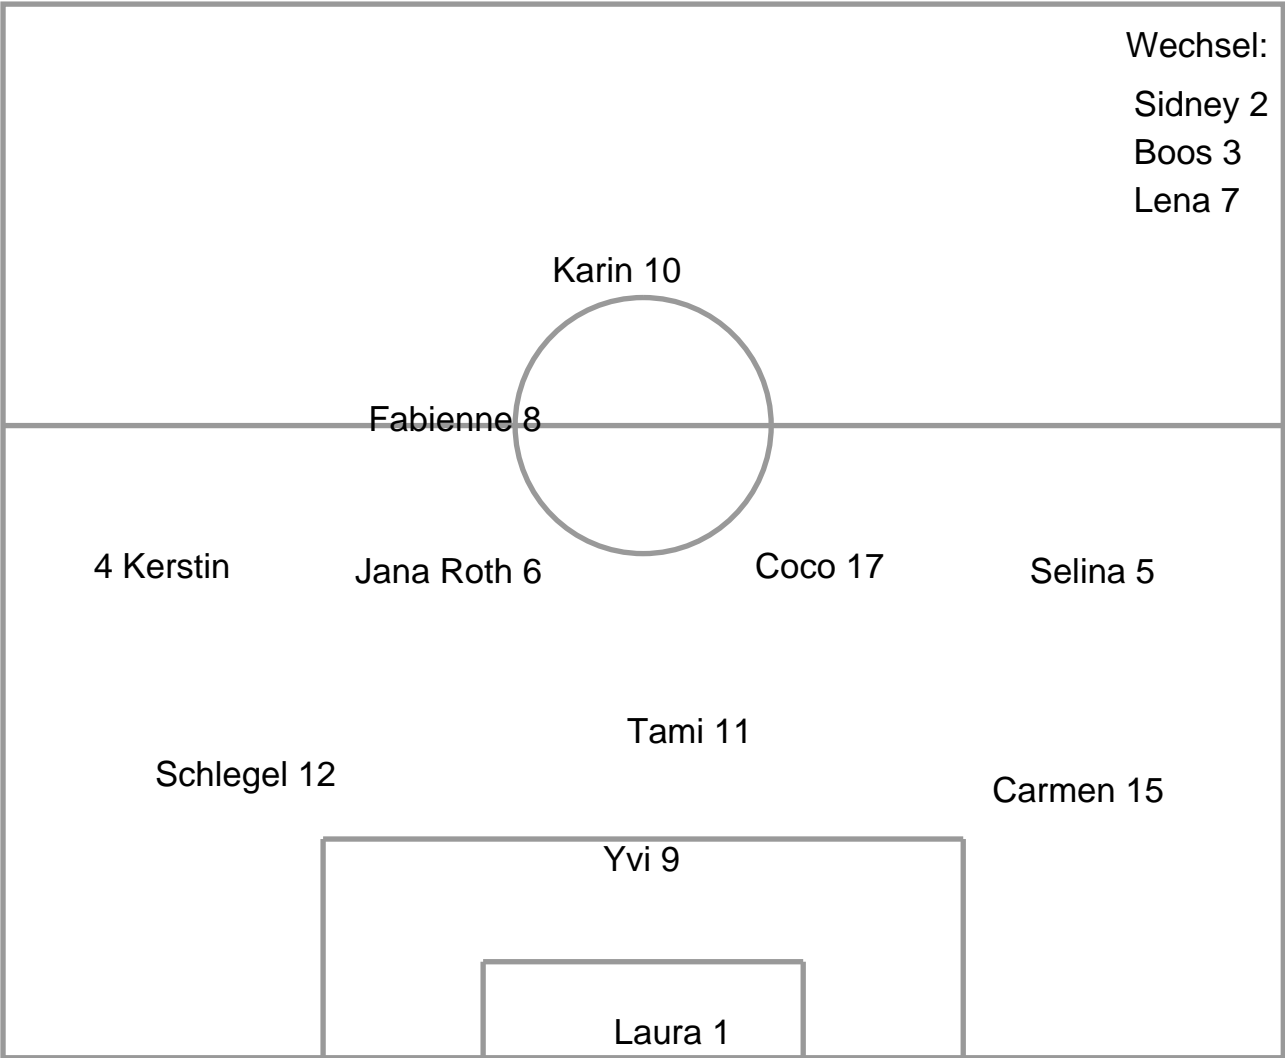 Wechsel:
Sidney 2
Boos 3
Lena 7
Karin 10
Fabienne 8
4 Kerstin
Jana Roth 6
Coco 17
Selina 5
Tami 11
Schlegel 12
Carmen 15
Yvi 9
Laura 1